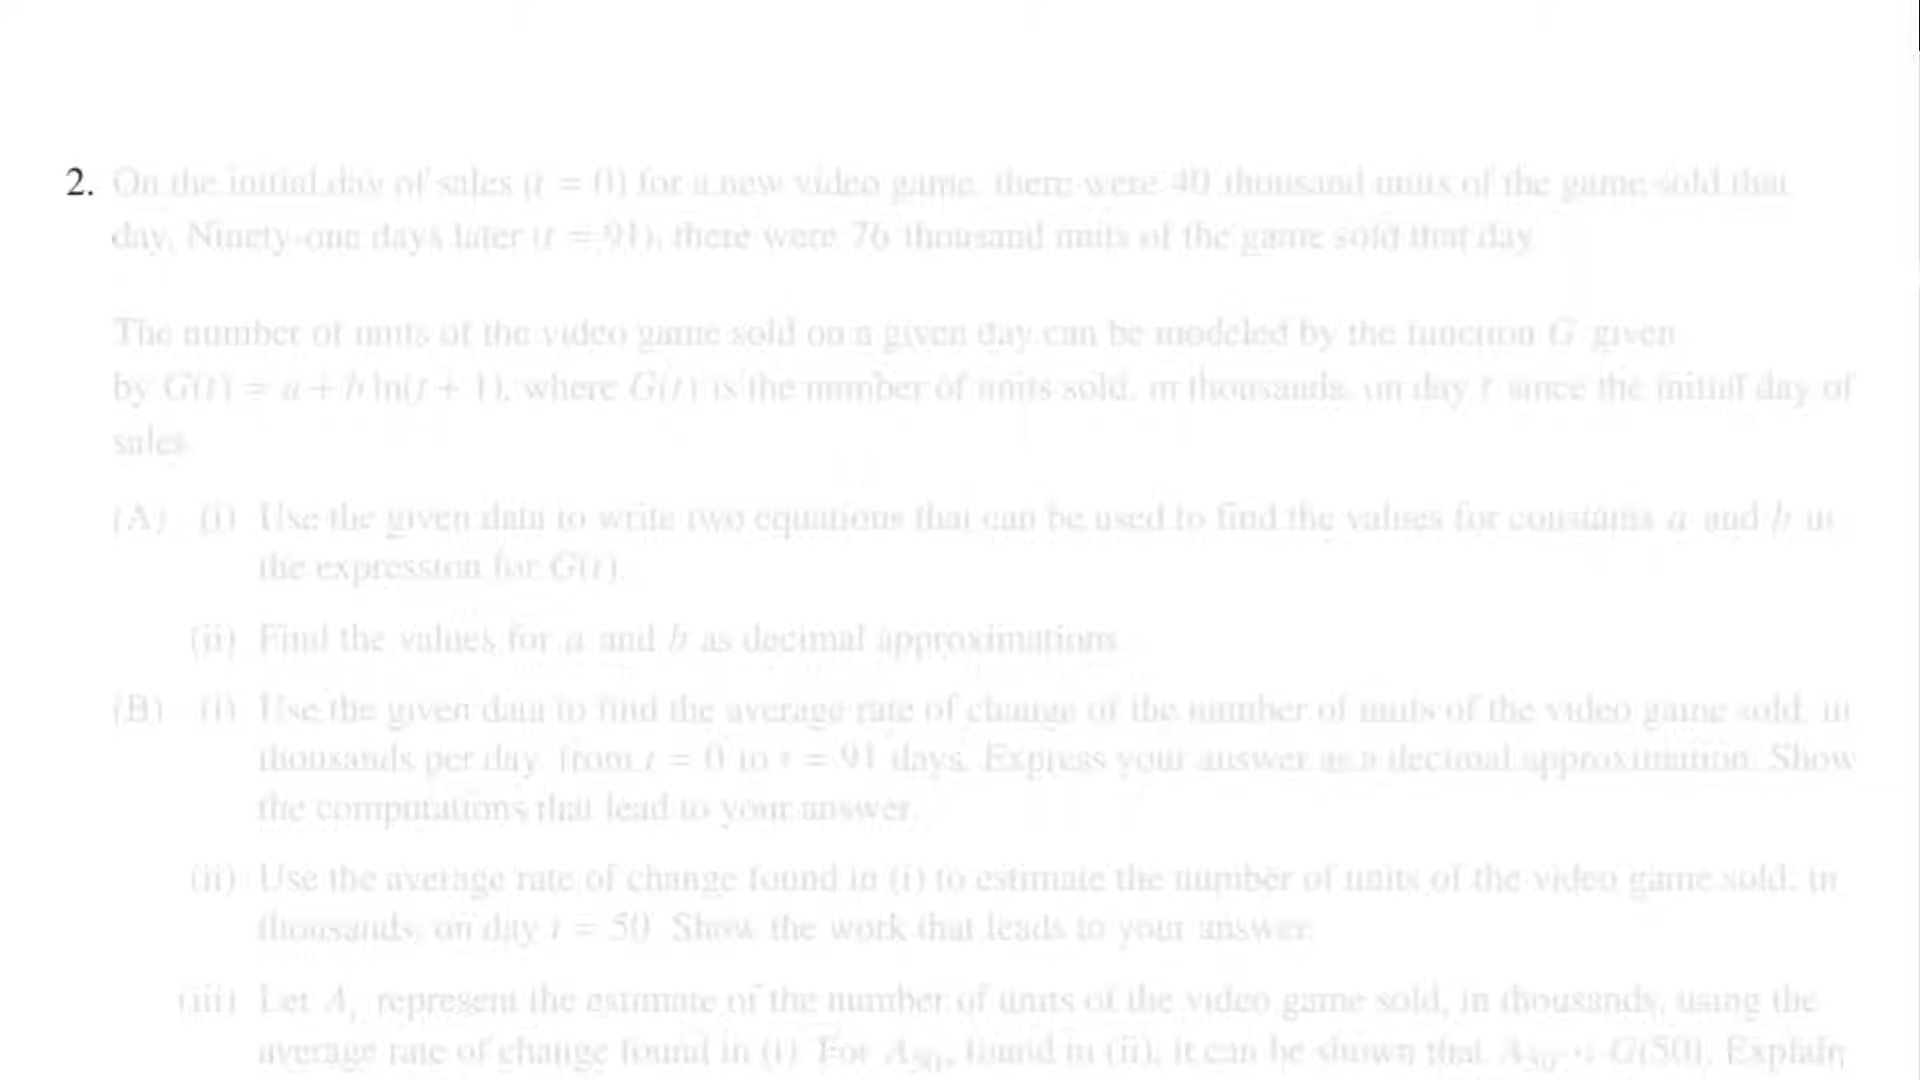 2. On the initial day of sales (t = 0) for a new video game, there were 40 thousand units of the game sold that
day. Ninety-one days later (t = 91), there were 76 thousand units of the game sold that day.
The number of units of the video game sold on a given day can be modeled by the function G given
by G(t) = a + b ln(t + 1), where G(t) is the number of units sold, in thousands, on day t since the initial day of
sales.
(A) (i) Use the given data to write two equations that can be used to find the values for constants a and b in
the expression for G(t).
(ii) Find the values for a and b as decimal approximations.
(B) (i) Use the given data to find the average rate of change of the number of units of the video game sold, in
thousands per day, from t = 0 to t = 91 days. Express your answer as a decimal approximation. Show
the computations that lead to your answer.
(ii) Use the average rate of change found in (i) to estimate the number of units of the video game sold, in
thousands, on day t = 50. Show the work that leads to your answer.
(iii) Let Aₜ represent the estimate of the number of units of the video game sold, in thousands, using the
average rate of change found in (i). For A₅₀, found in (ii), it can be shown that A₅₀ < G(50). Explain